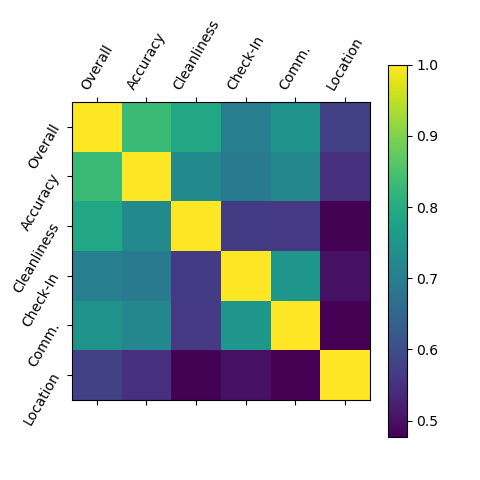 Overall
Accuracy
Cleanliness
Check-In
Comm.
Location
Overall
Accuracy
Cleanliness
Check-In
Comm.
Location
1.0
0.9
0.8
0.7
0.6
0.5